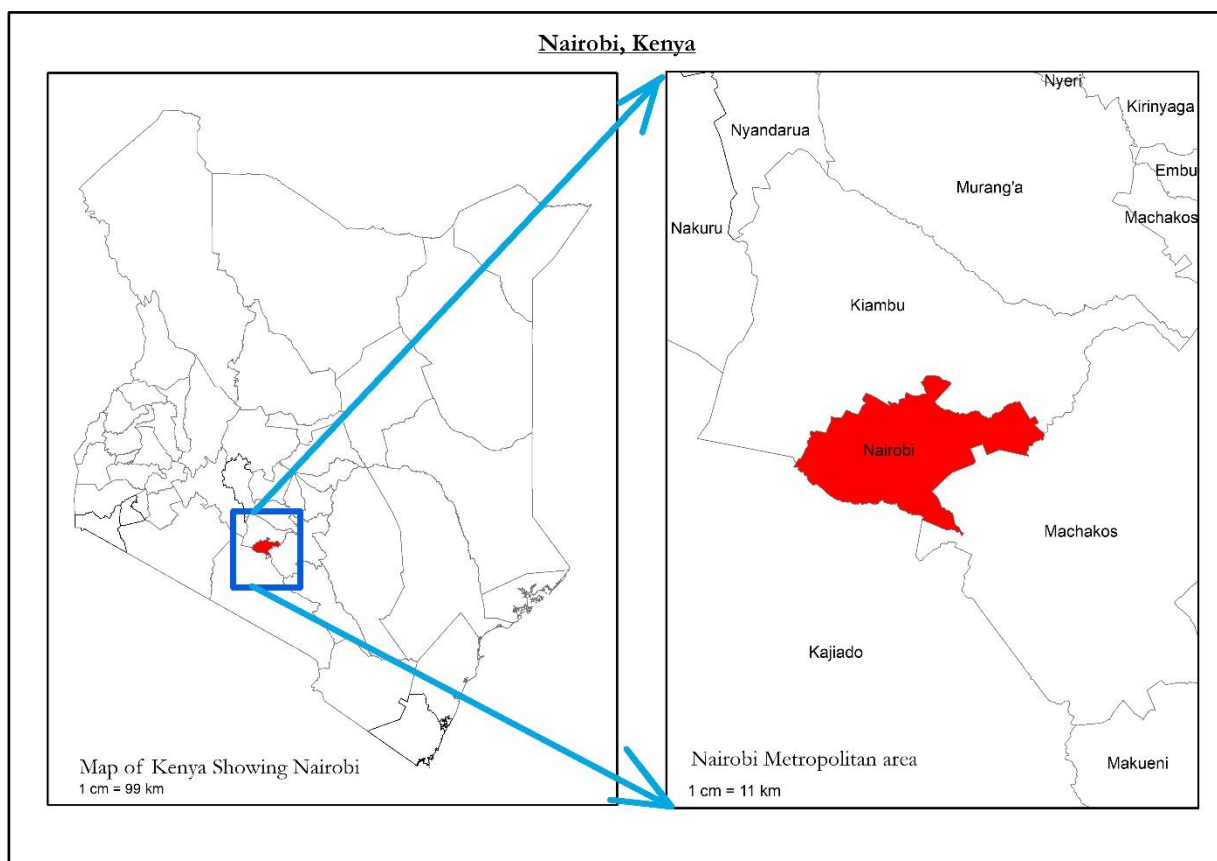 Nairobi, Kenya
Map of Kenya Showing Nairobi
1 cm = 99 km
Nyeri
Kirinyaga
Nyandarua
Embu
Murang'a
Machakos
Nakuru
Kiambu
Nairobi
Machakos
Kajiado
Makueni
Nairobi Metropolitan area
1 cm = 11 km